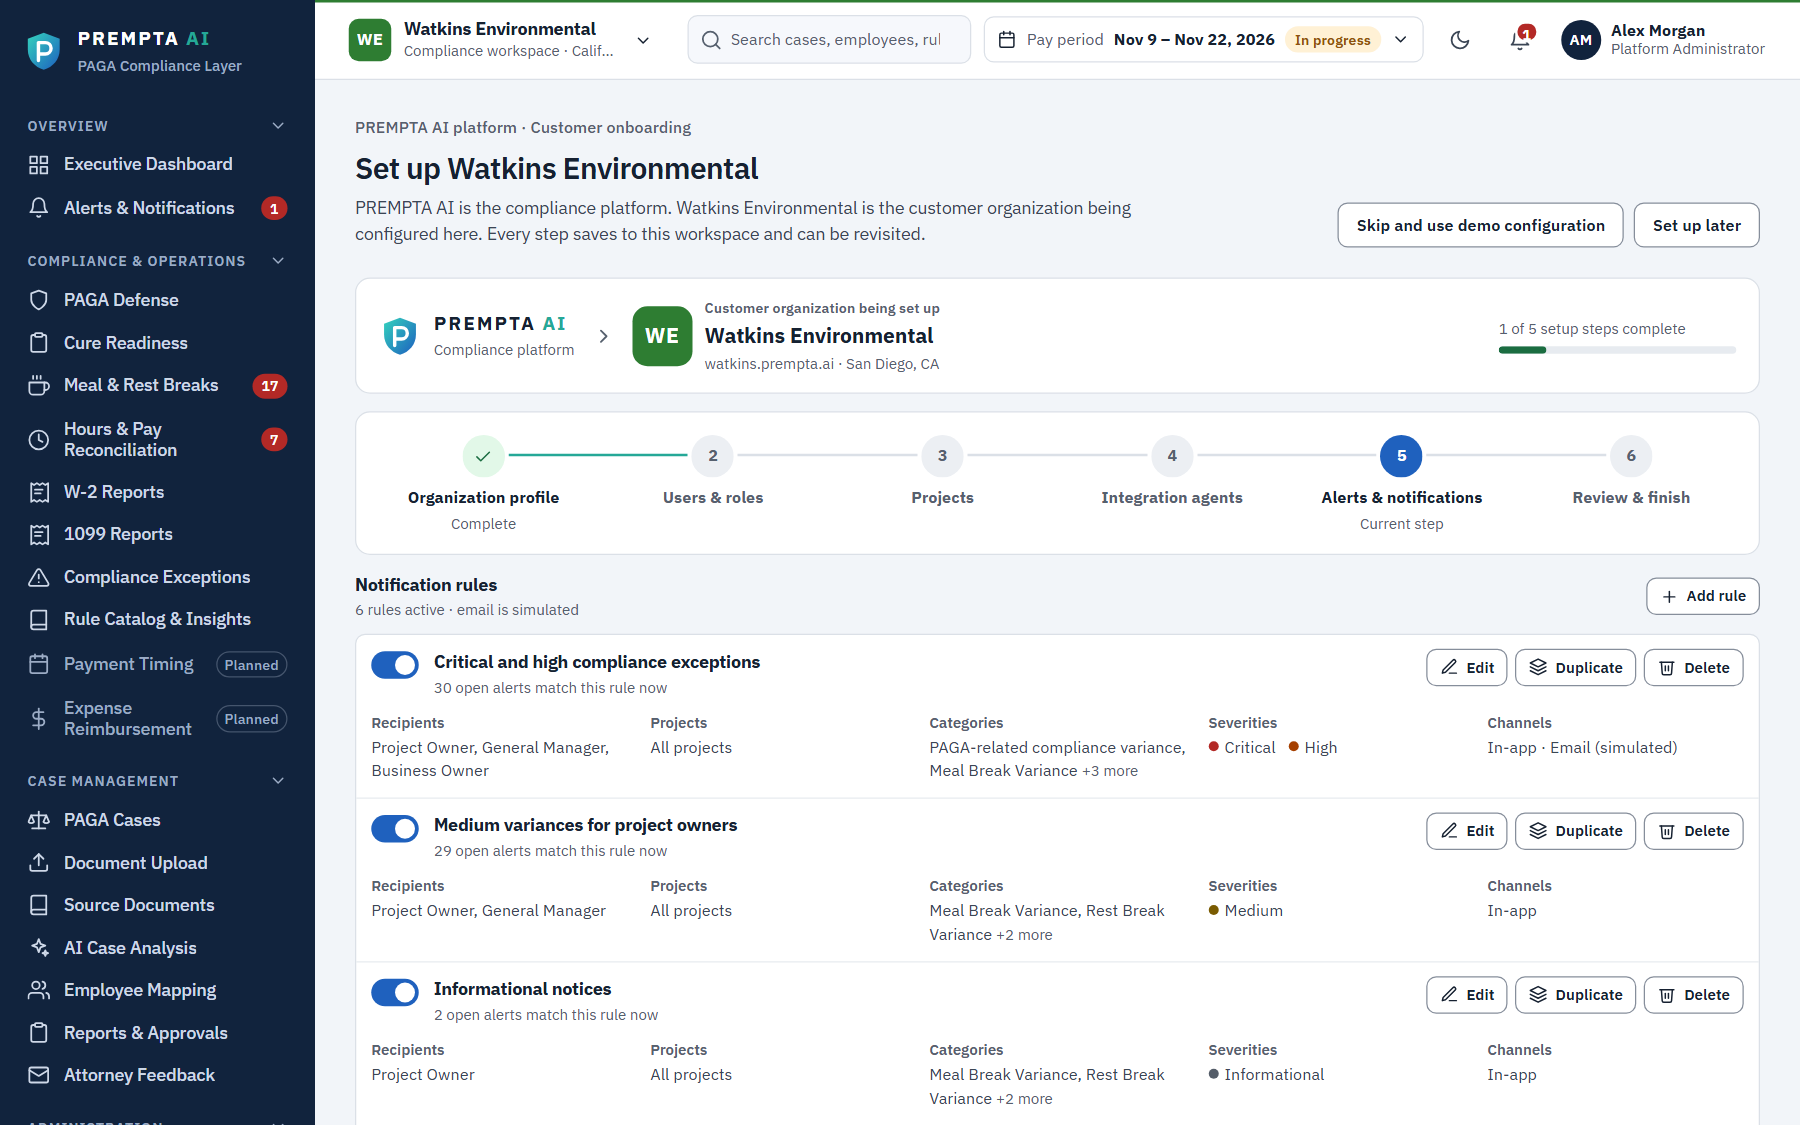 PREMPTA AI
PAGA Compliance Layer
OVERVIEW
Executive Dashboard
Alerts & Notifications 1
COMPLIANCE & OPERATIONS
PAGA Defense
Cure Readiness
Meal & Rest Breaks 17
Hours & Pay
Reconciliation 7
W-2 Reports
1099 Reports
Compliance Exceptions
Rule Catalog & Insights
Payment Timing Planned
Expense
Reimbursement Planned
CASE MANAGEMENT
PAGA Cases
Document Upload
Source Documents
AI Case Analysis
Employee Mapping
Reports & Approvals
Attorney Feedback
WE Watkins Environmental
Compliance workspace · Calif...
Search cases, employees, rul
Pay period Nov 9 – Nov 22, 2026 In progress
1
AM Alex Morgan
Platform Administrator
PREMPTA AI platform · Customer onboarding
Set up Watkins Environmental
PREMPTA AI is the compliance platform. Watkins Environmental is the customer organization being
configured here. Every step saves to this workspace and can be revisited.
Skip and use demo configuration Set up later
PREMPTA AI
Compliance platform
WE
Customer organization being set up
Watkins Environmental
watkins.prempta.ai · San Diego, CA
1 of 5 setup steps complete
2 3 4 5 6
Organization profile Users & roles Projects Integration agents Alerts & notifications Review & finish
Complete Current step
Notification rules
6 rules active · email is simulated
Add rule
Critical and high compliance exceptions
30 open alerts match this rule now
Edit Duplicate Delete
Recipients Projects Categories Severities Channels
Project Owner, General Manager, All projects PAGA-related compliance variance, Critical High In-app · Email (simulated)
Business Owner Meal Break Variance +3 more
Medium variances for project owners
29 open alerts match this rule now
Edit Duplicate Delete
Recipients Projects Categories Severities Channels
Project Owner, General Manager All projects Meal Break Variance, Rest Break Medium In-app
Variance +2 more
Informational notices
2 open alerts match this rule now
Edit Duplicate Delete
Recipients Projects Categories Severities Channels
Project Owner All projects Meal Break Variance, Rest Break Informational In-app
Variance +2 more